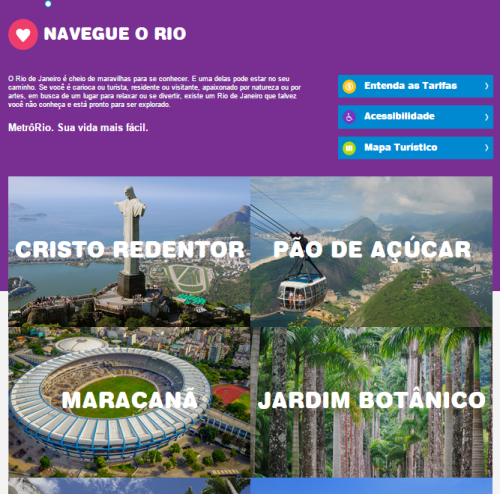 NAVEGUE O RIO
O Rio de Janeiro é cheio de maravilhas para se conhecer. E uma delas pode estar no seu
caminho. Se você é carioca ou turista, residente ou visitante, apaixonado por natureza ou por
artes, em busca de um lugar para relaxar ou se divertir, existe um Rio de Janeiro que talvez
você não conheça e está pronto para ser explorado.
MetrôRio. Sua vida mais fácil.
Entenda as Tarifas
Acessibilidade
Mapa Turístico
CRISTO REDENTOR
PÃO DE AÇÚCAR
MARACANÃ
JARDIM BOTÂNICO